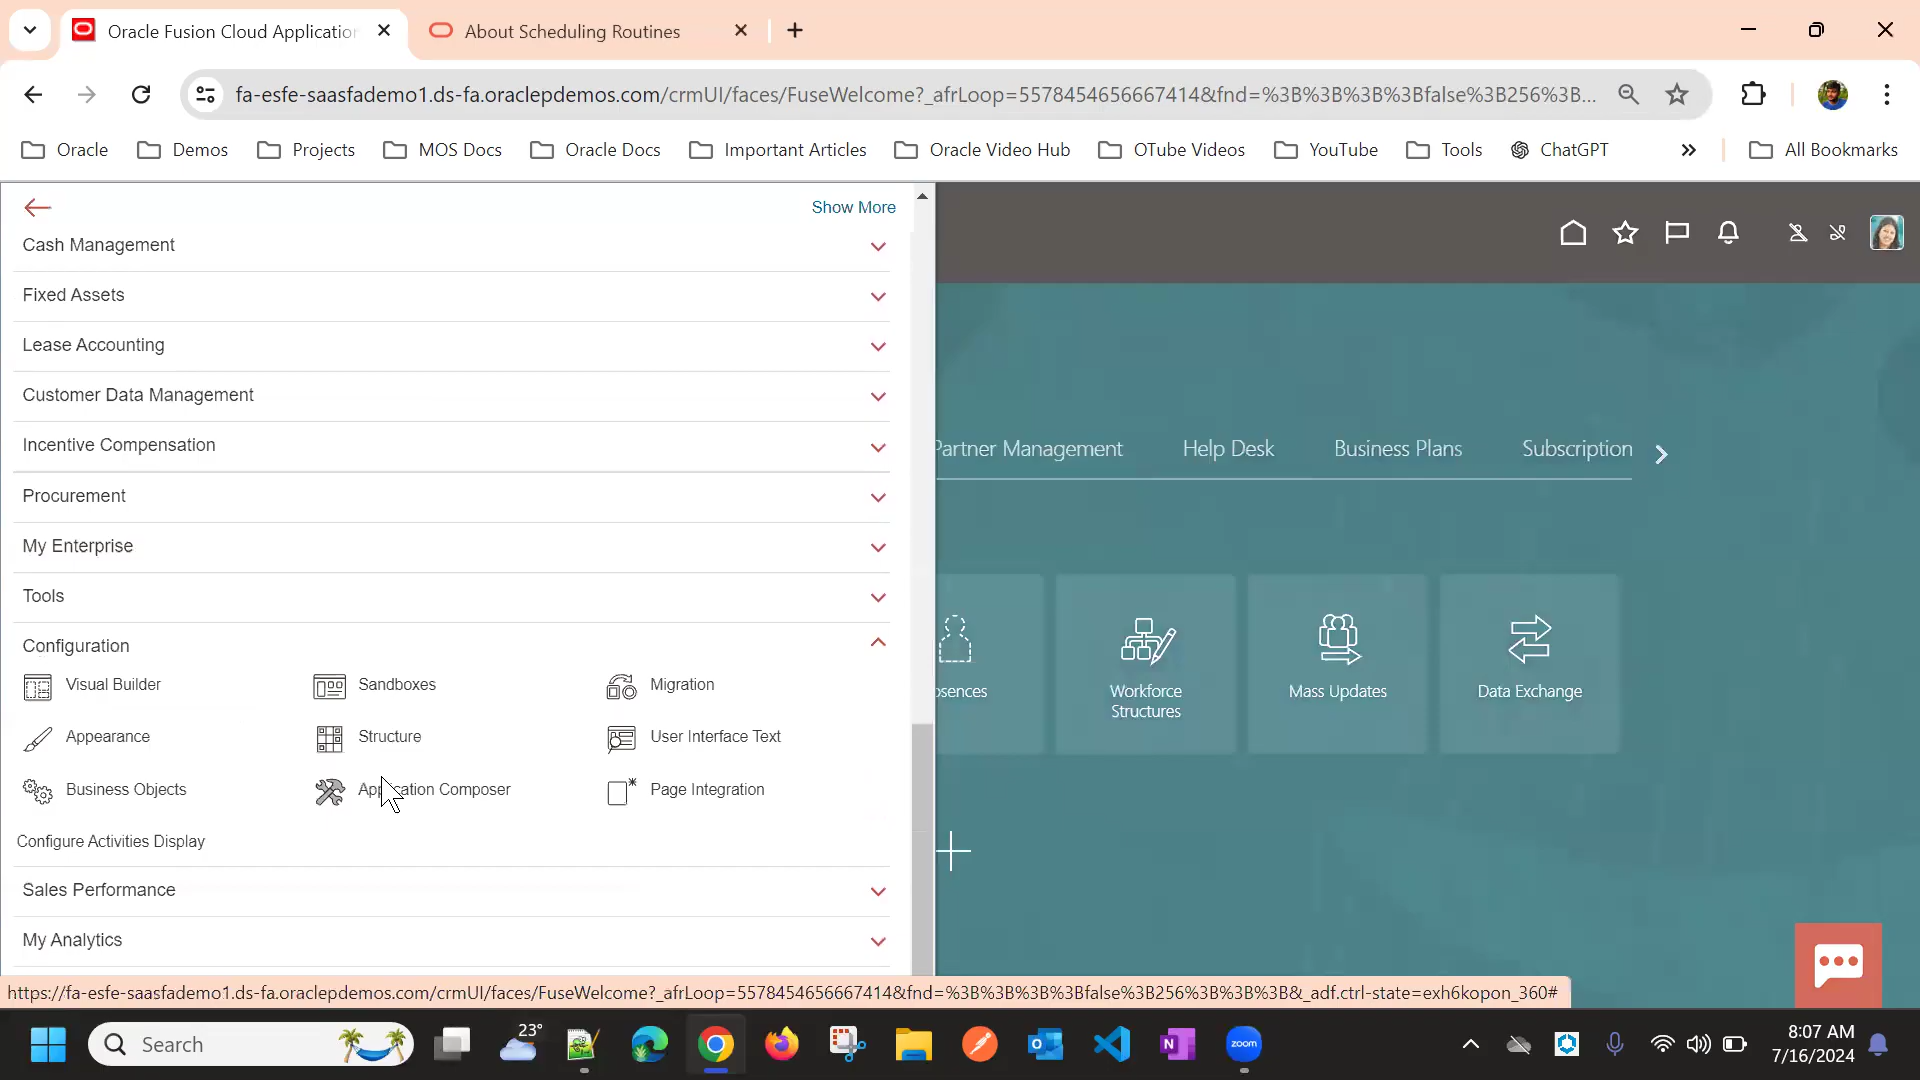 Oracle Fusion Cloud Application
About Scheduling Routines
fa-esfe-saasfademo1.ds-fa.oraclepdemos.com/crmUI/faces/FuseWelcome?_afrLoop=5578454656667414&fnd=%3B%3B%3B%3Bfalse%3B256%3B...
Oracle
Demos
Projects
MOS Docs
Oracle Docs
Important Articles
Oracle Video Hub
OTube Videos
YouTube
Tools
ChatGPT
All Bookmarks
Show More
Cash Management
Fixed Assets
Lease Accounting
Customer Data Management
Incentive Compensation
Procurement
My Enterprise
Tools
Configuration
Visual Builder
Sandboxes
Migration
Appearance
Structure
User Interface Text
Business Objects
Application Composer
Page Integration
Configure Activities Display
Sales Performance
My Analytics
Partner Management
Help Desk
Business Plans
Subscription
Workforce
Structures
Mass Updates
Data Exchange
https://fa-esfe-saasfademo1.ds-fa.oraclepdemos.com/crmUI/faces/FuseWelcome?_afrLoop=5578454656667414&fnd=%3B%3B%3B%3Bfalse%3B256%3B%3B%3B&_adf.ctrl-state=exh6kopon_360#
Search
23°
zoom
8:07 AM
7/16/2024